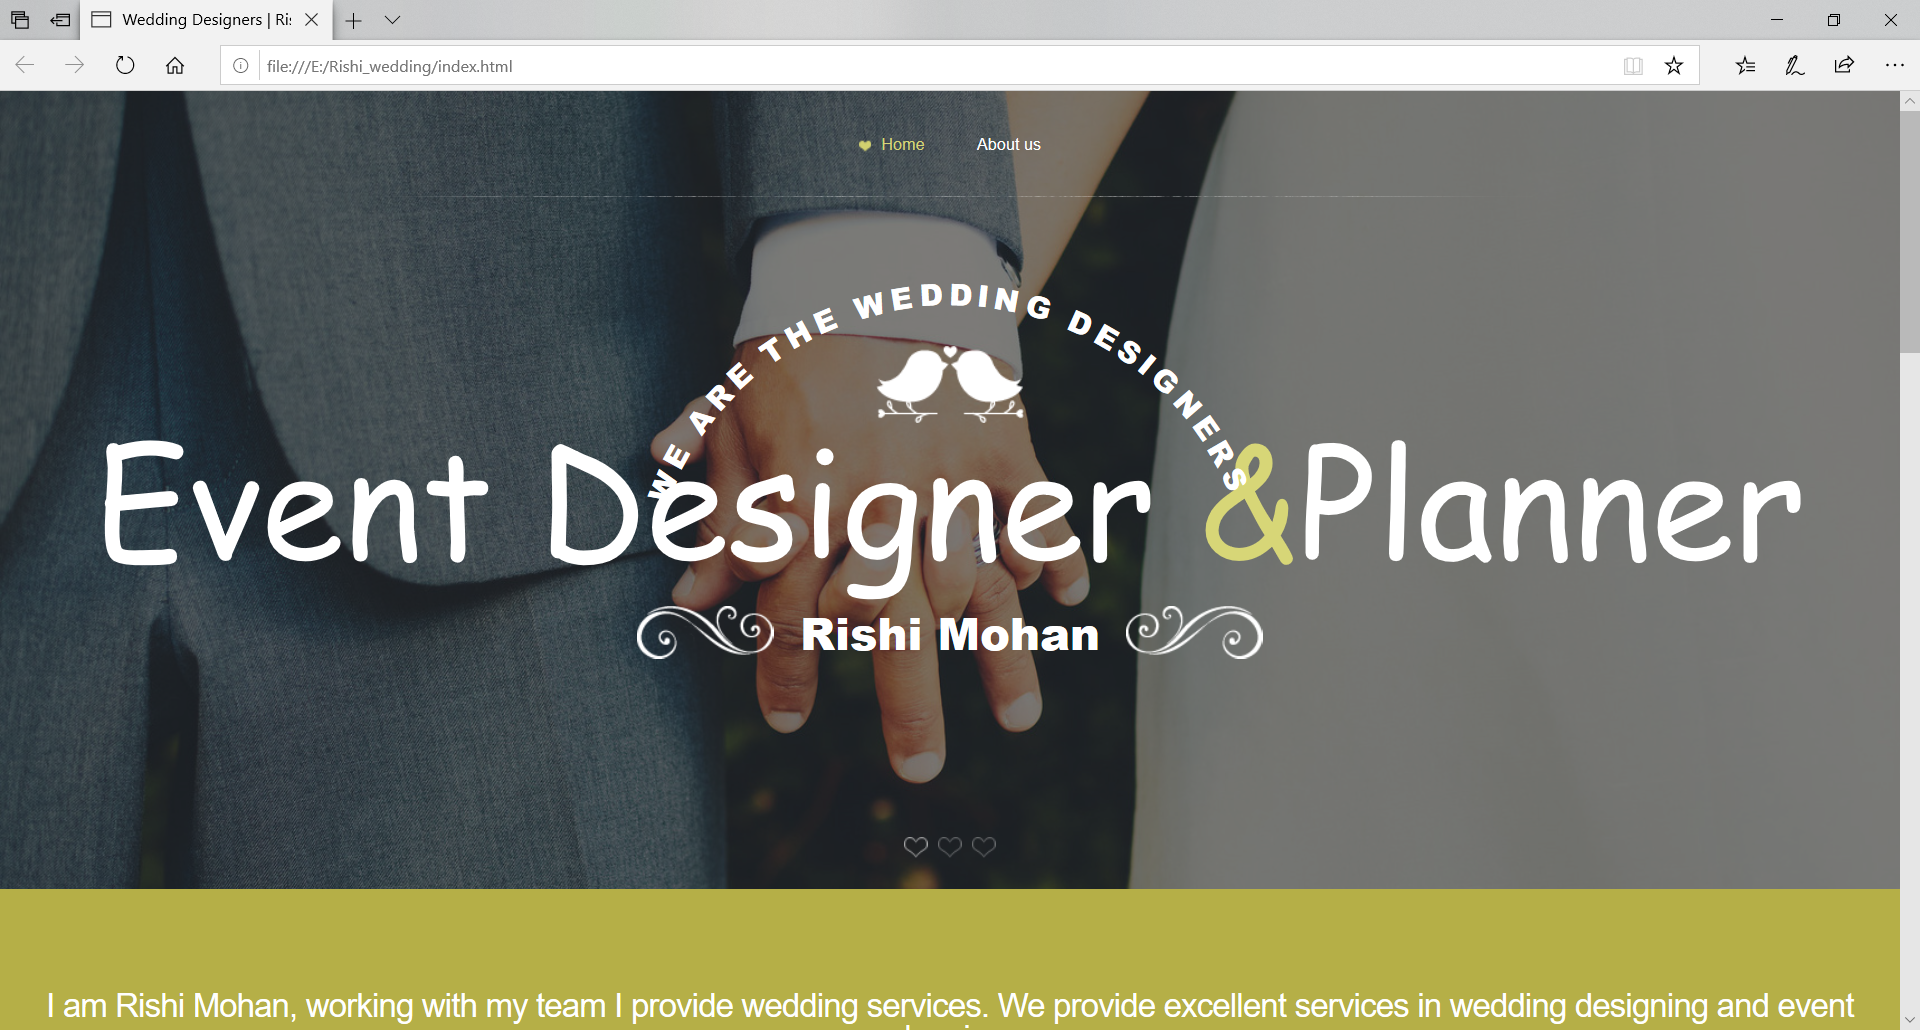 Wedding Designers | Ri
file:///E:/Rishi_wedding/index.html
Home
About us
WE ARE THE WEDDING DESIGNERS
Event Designer &Planner
Rishi Mohan
I am Rishi Mohan, working with my team I provide wedding services. We provide excellent services in wedding designing and event